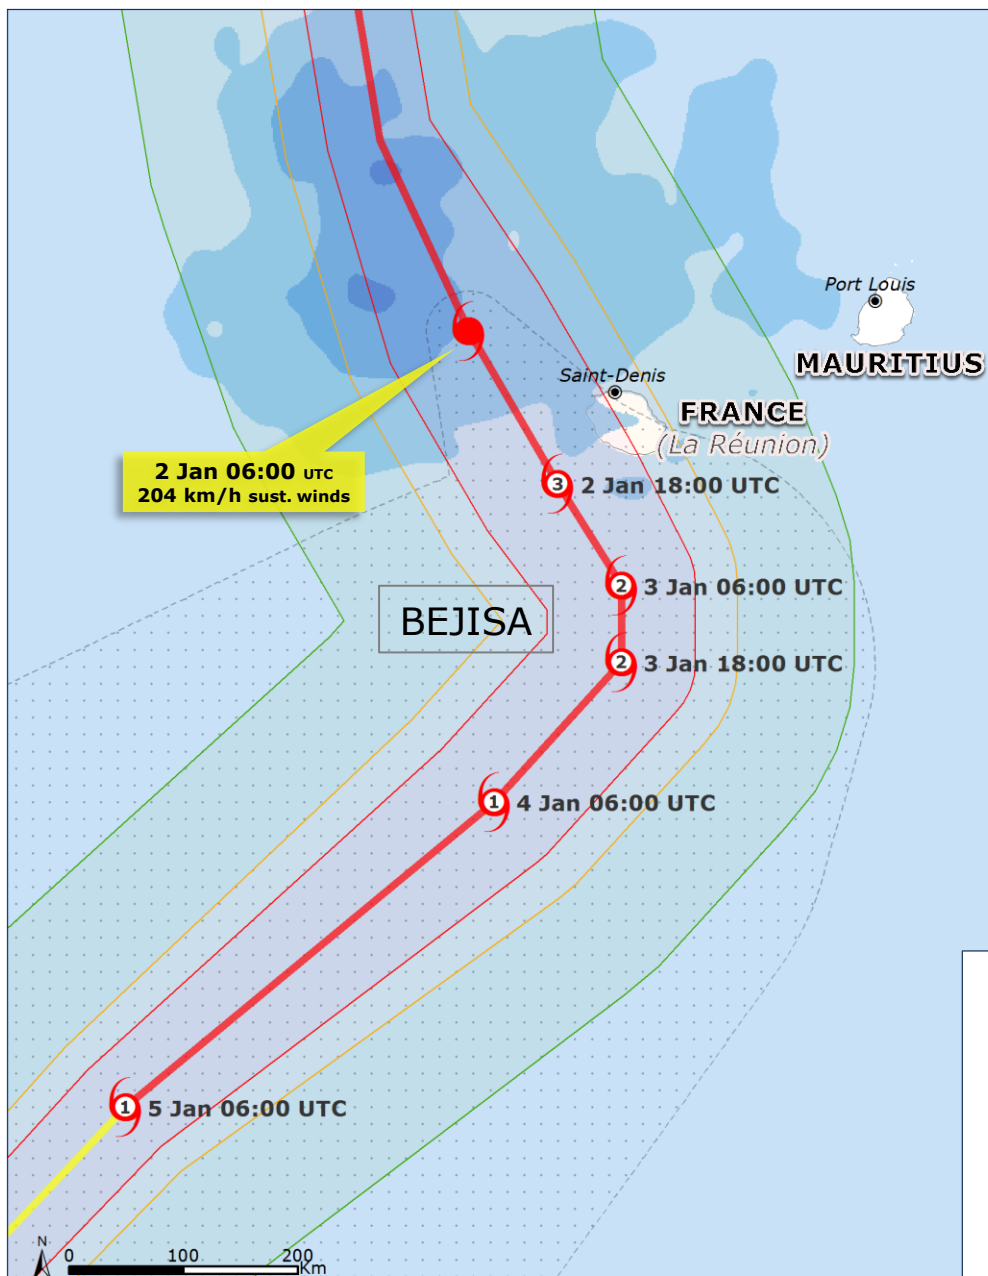 Port Louis
MAURITIUS
Saint-Denis
FRANCE
(La Réunion)
2 Jan 06:00 UTC
204 km/h sust. winds
3
2 Jan 18:00 UTC
2
3 Jan 06:00 UTC
BEJISA
2
3 Jan 18:00 UTC
1
4 Jan 06:00 UTC
1
5 Jan 06:00 UTC
N
0
100
200
Km